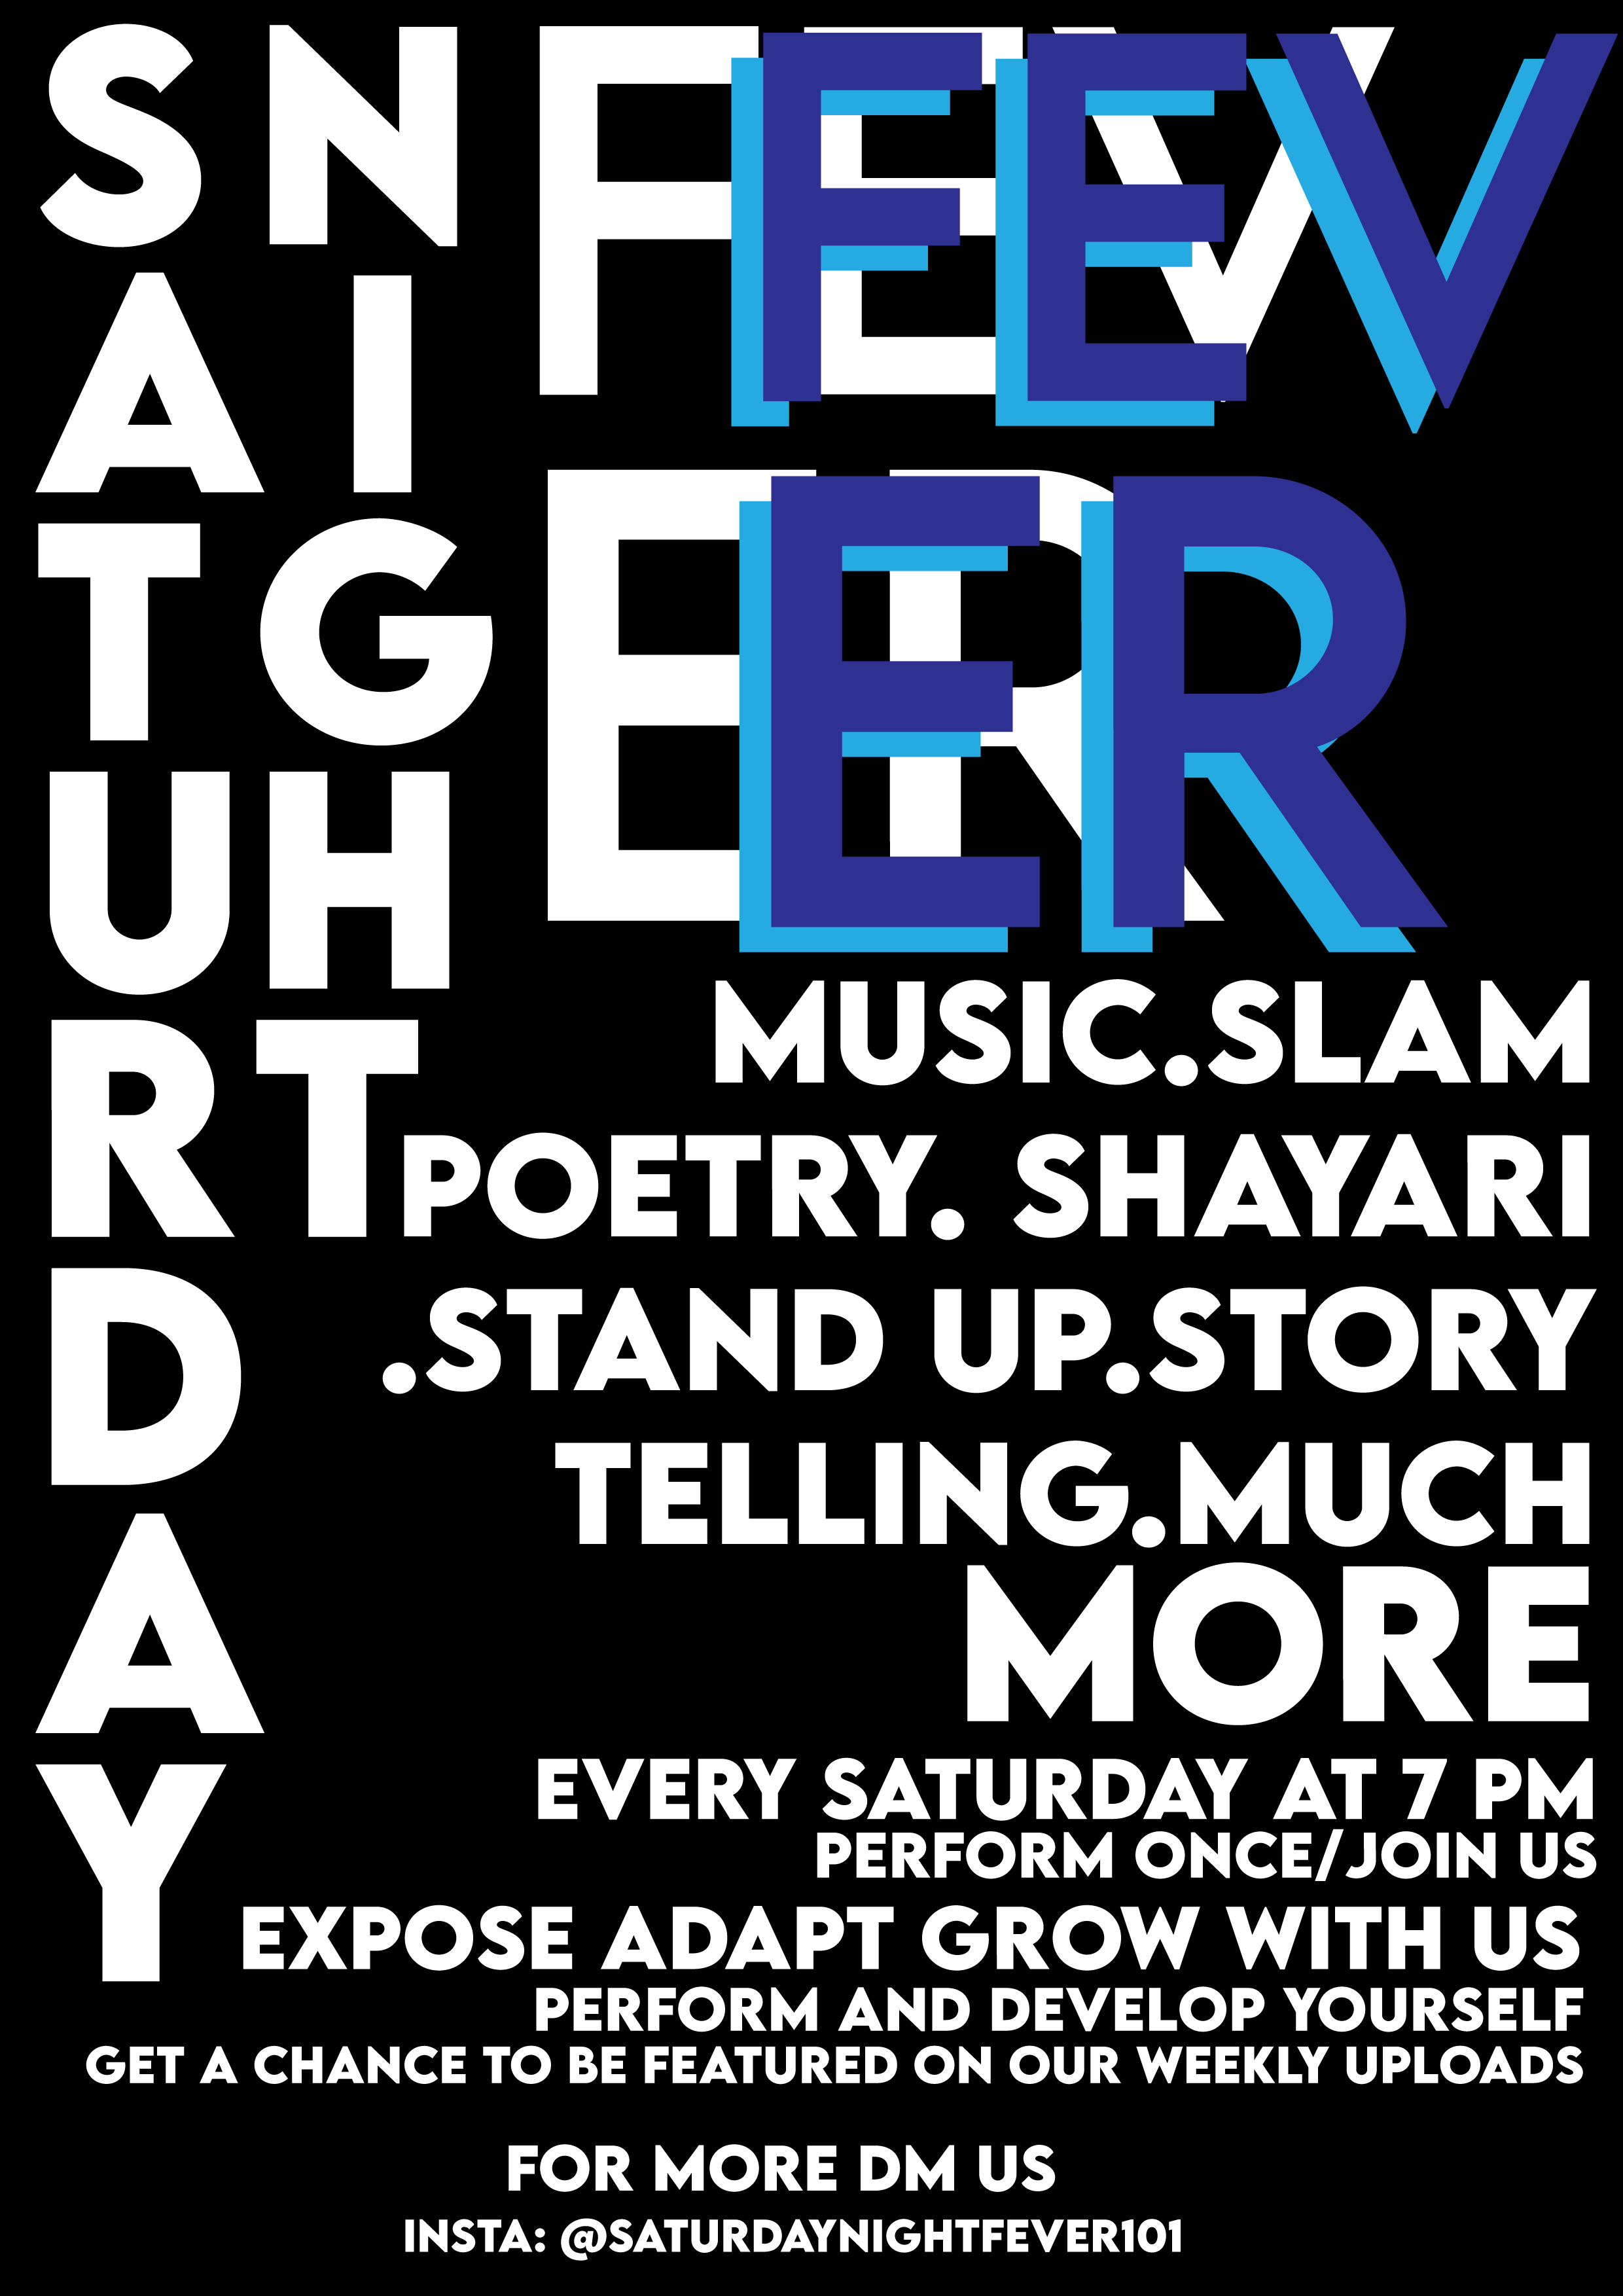 SATURDAY
NIGHT
FEV
ER
MUSIC.SLAM
POETRY. SHAYARI
.STAND UP.STORY
TELLING.MUCH
MORE
EVERY SATURDAY AT 7 PM
PERFORM ONCE/JOIN US
EXPOSE ADAPT GROW WITH US
PERFORM AND DEVELOP YOURSELF
GET A CHANCE TO BE FEATURED ON OUR WEEKLY UPLOADS
FOR MORE DM US
INSTA: @SATURDAYNIGHTFEVER101